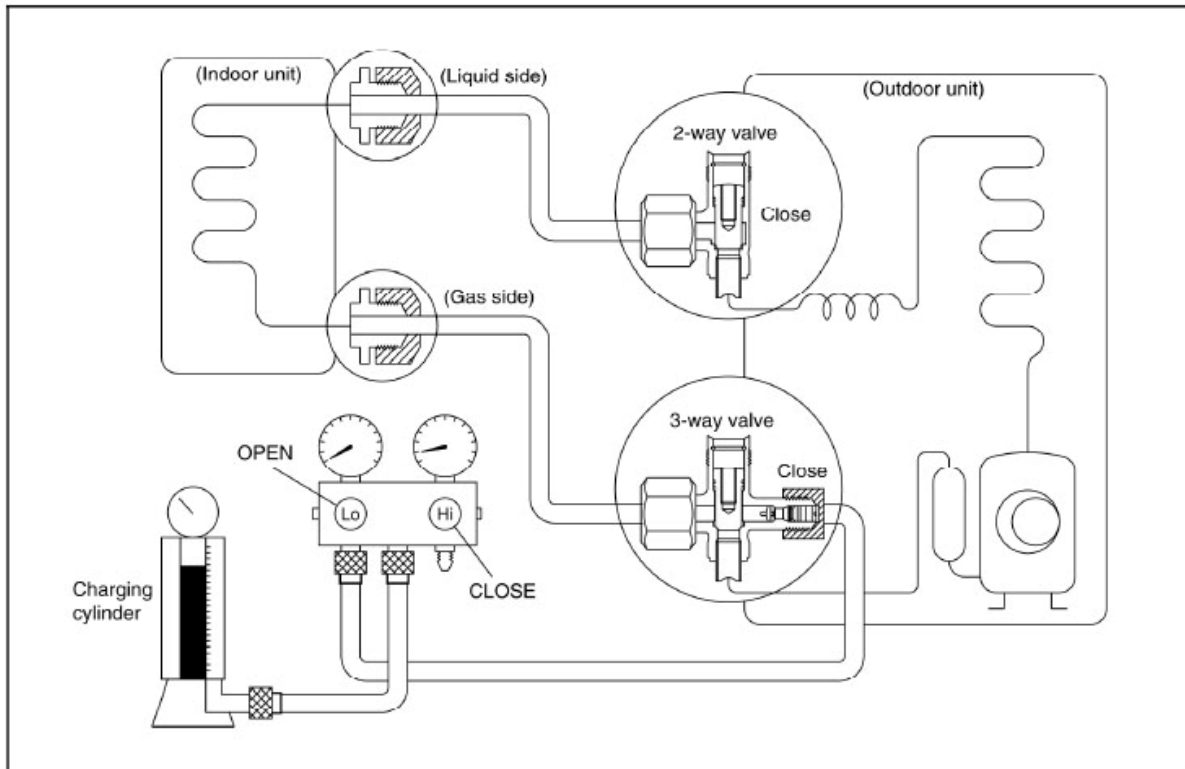 (Indoor unit)
(Liquid side)
(Outdoor unit)
2-way valve
Close
(Gas side)
3-way valve
Close
OPEN
Lo
Hi
CLOSE
Charging
cylinder